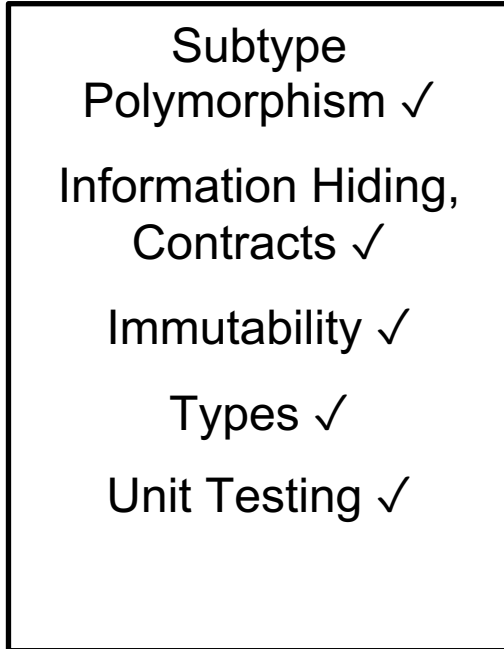 Subtype
Polymorphism ✓
Information Hiding,
Contracts ✓
Immutability ✓
Types ✓
Unit Testing ✓